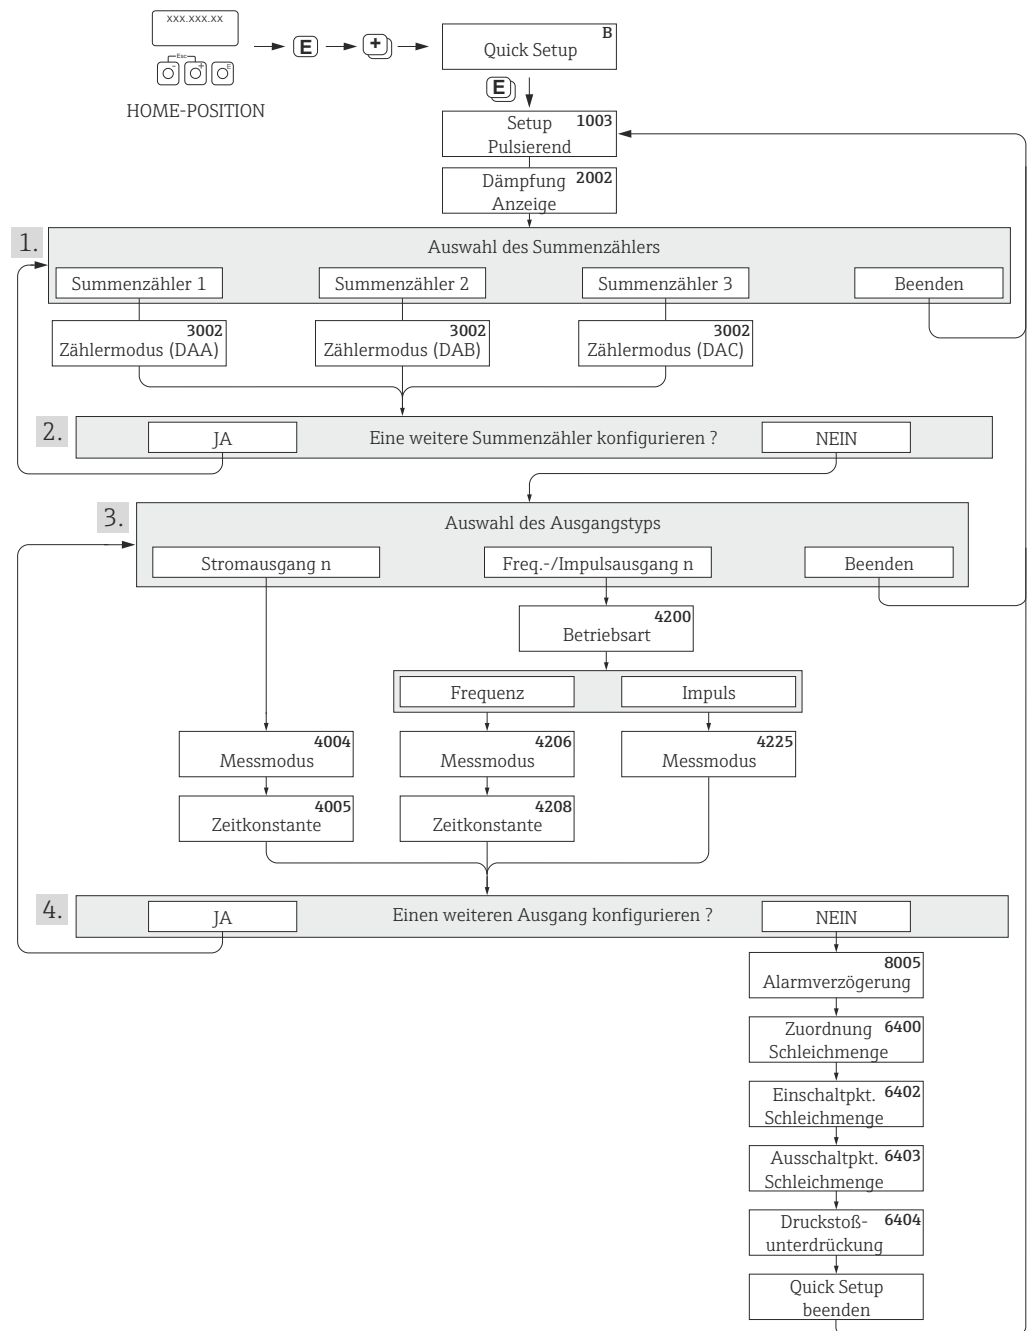 XXX.XXX.XX
Esc
- + E
HOME-POSITION
E
+
B
Quick Setup
E
Setup 1003
Pulsierend
Dämpfung 2002
Anzeige
1.
Auswahl des Summenzählers
Summenzähler 1
Summenzähler 2
Summenzähler 3
Beenden
3002
Zählermodus (DAA)
3002
Zählermodus (DAB)
3002
Zählermodus (DAC)
2.
JA
Eine weitere Summenzähler konfigurieren ?
NEIN
3.
Auswahl des Ausgangstyps
Stromausgang n
Freq.-/Impulsausgang n
Beenden
4200
Betriebsart
Frequenz
Impuls
4004
Messmodus
4206
Messmodus
4225
Messmodus
4005
Zeitkonstante
4208
Zeitkonstante
4.
JA
Einen weiteren Ausgang konfigurieren ?
NEIN
8005
Alarmverzögerung
Zuordnung 6400
Schleichmenge
Einschaltpkt. 6402
Schleichmenge
Ausschaltpkt. 6403
Schleichmenge
Druckstoß- 6404
unterdrückung
Quick Setup
beenden